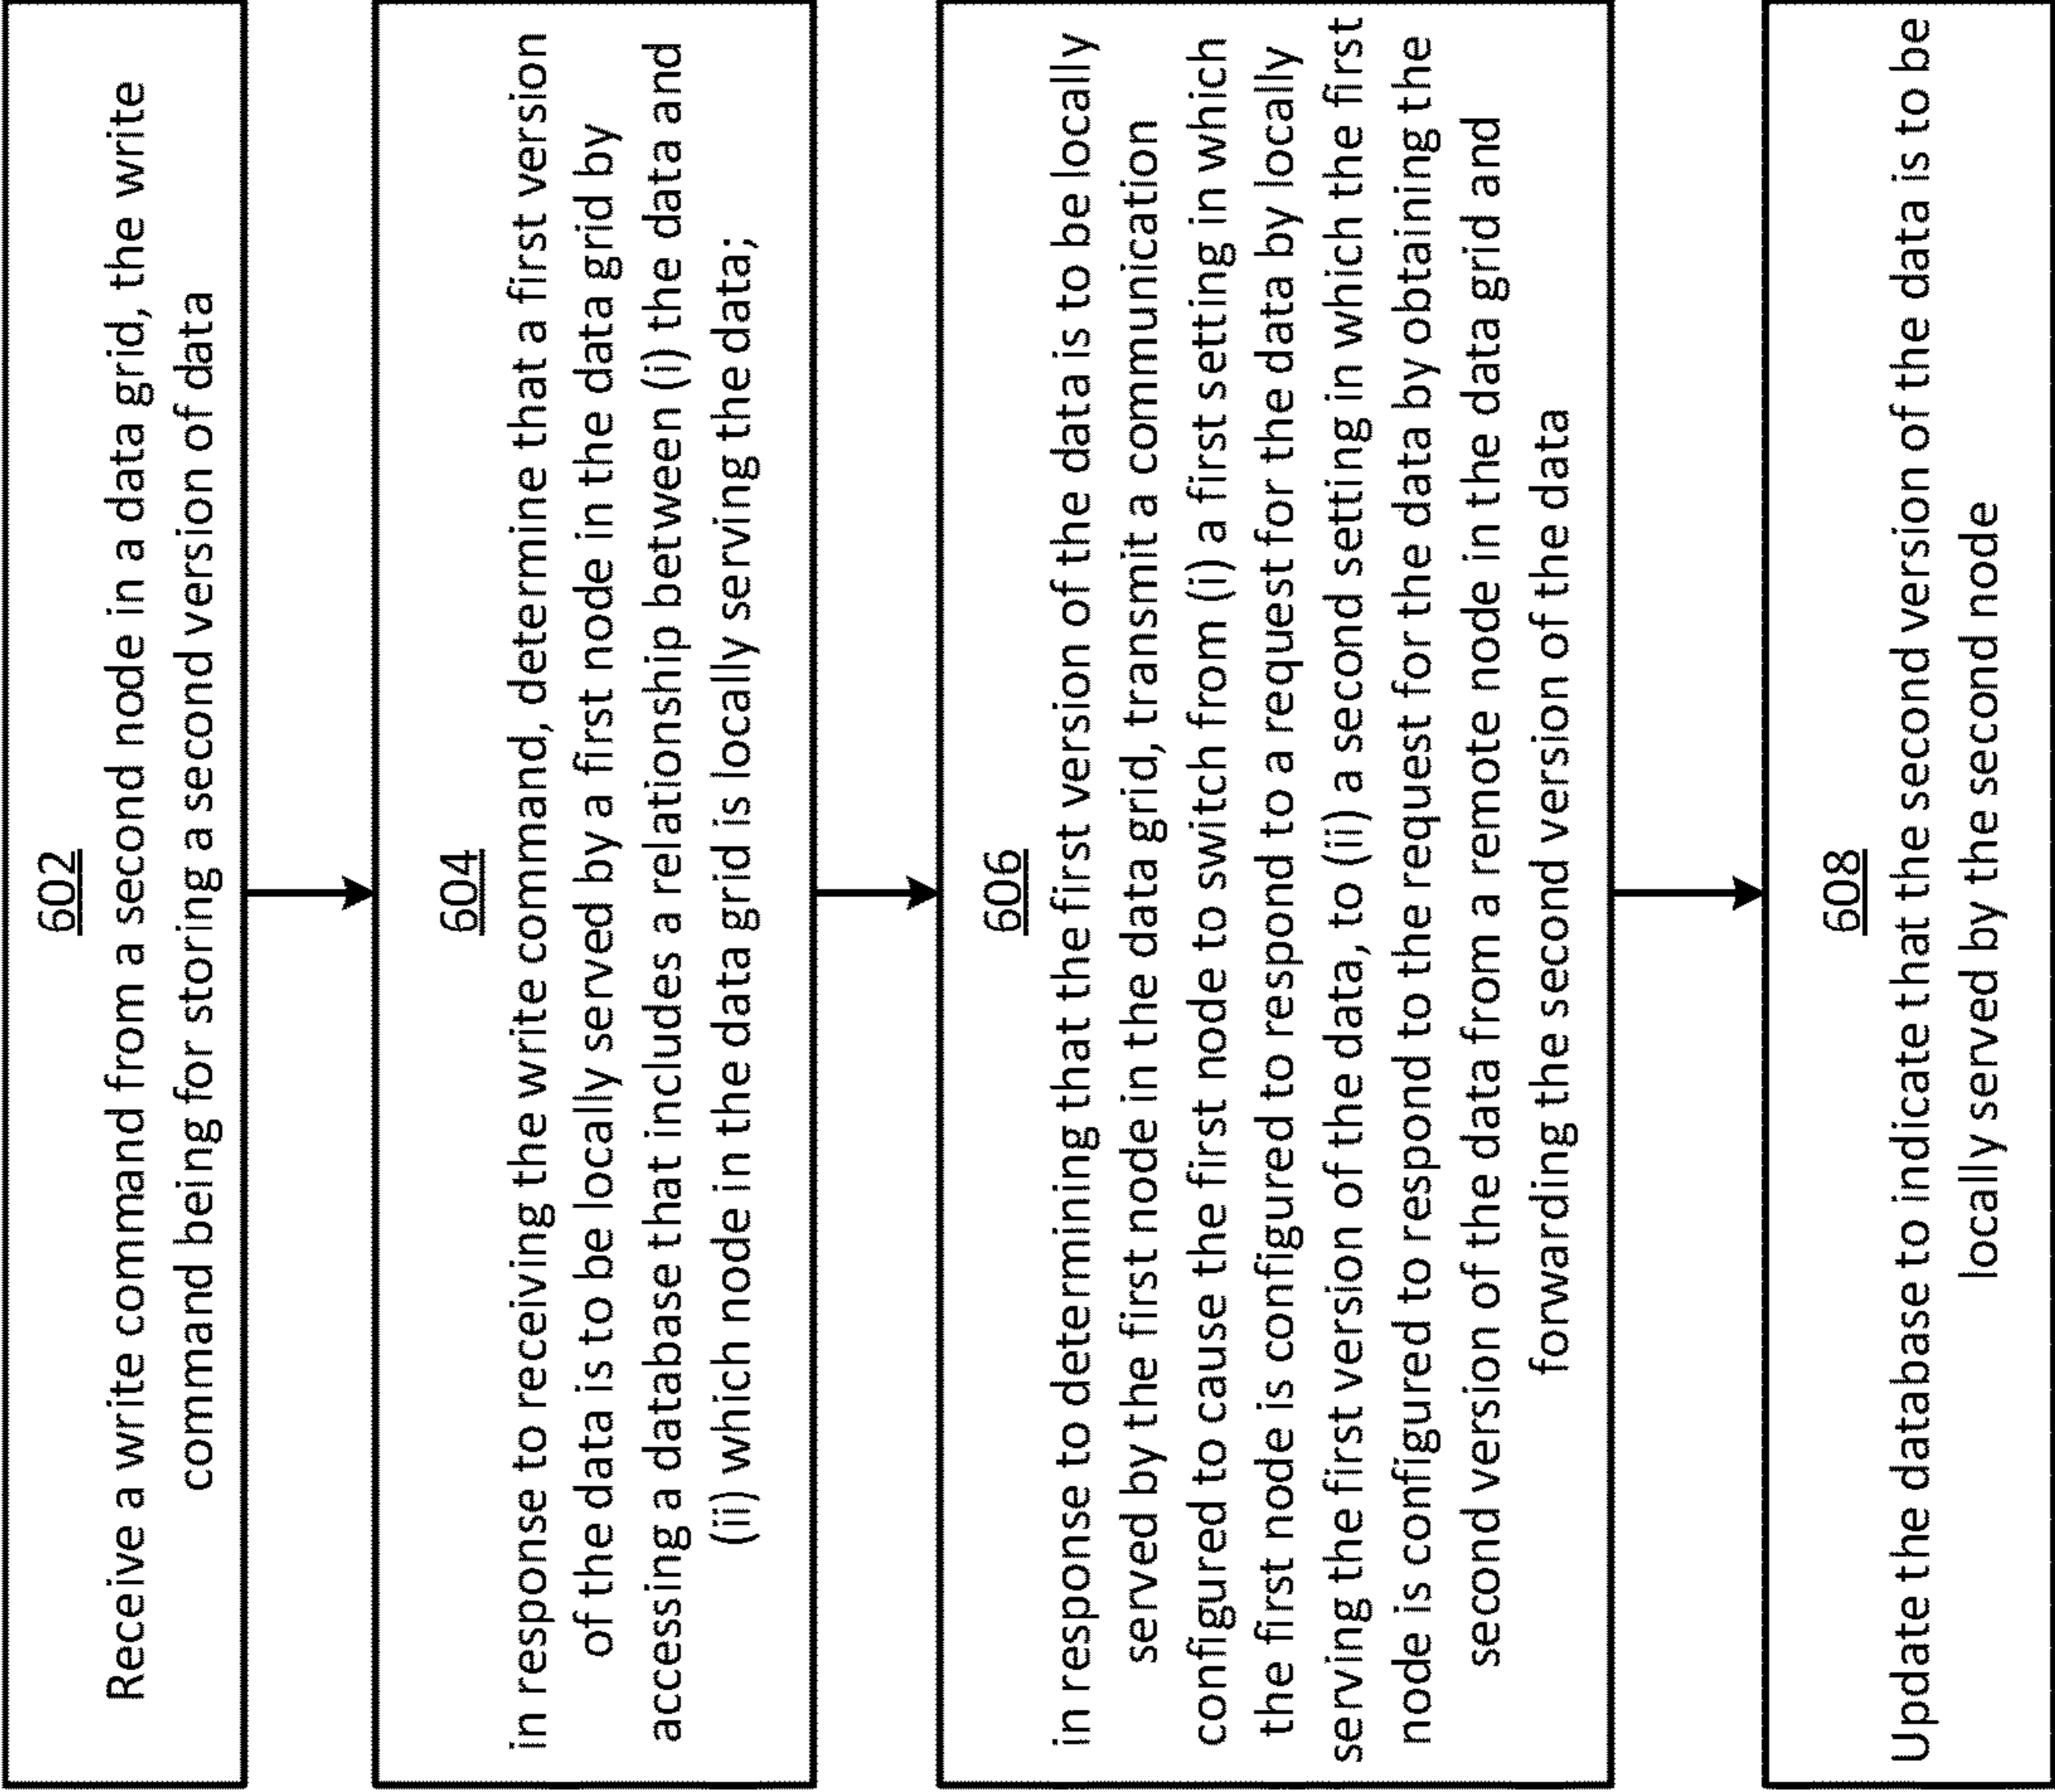 602
Receive a write command from a second node in a data grid, the write
command being for storing a second version of data
604
in response to receiving the write command, determine that a first version
of the data is to be locally served by a first node in the data grid by
accessing a database that includes a relationship between (i) the data and
(ii) which node in the data grid is locally serving the data;
606
in response to determining that the first version of the data is to be locally
served by the first node in the data grid, transmit a communication
configured to cause the first node to switch from (i) a first setting in which
the first node is configured to respond to a request for the data by locally
serving the first version of the data, to (ii) a second setting in which the first
node is configured to respond to the request for the data by obtaining the
second version of the data from a remote node in the data grid and
forwarding the second version of the data
608
Update the database to indicate that the second version of the data is to be
locally served by the second node